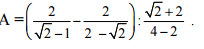 A = (2/(√2−1) − 2/(2 −√2)) : (√2+2)/(4−2) .